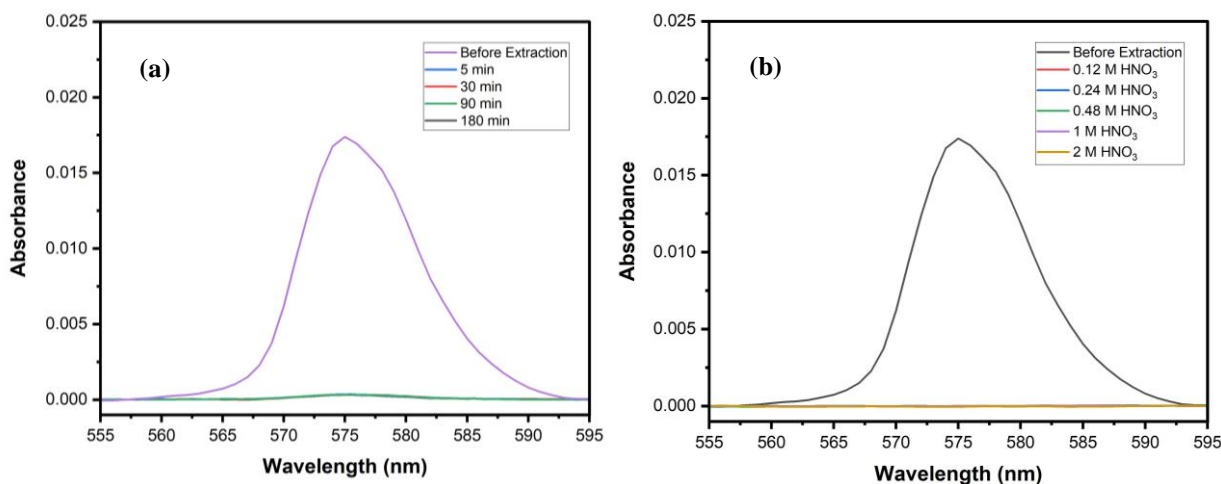 (a)
Before Extraction
5 min
30 min
90 min
180 min
0.025
0.020
0.015
0.010
0.005
0.000
Absorbance
555 560 565 570 575 580 585 590 595
Wavelength (nm)
(b)
Before Extraction
0.12 M HNO₃
0.24 M HNO₃
0.48 M HNO₃
1 M HNO₃
2 M HNO₃
0.025
0.020
0.015
0.010
0.005
0.000
Absorbance
555 560 565 570 575 580 585 590 595
Wavelength (nm)